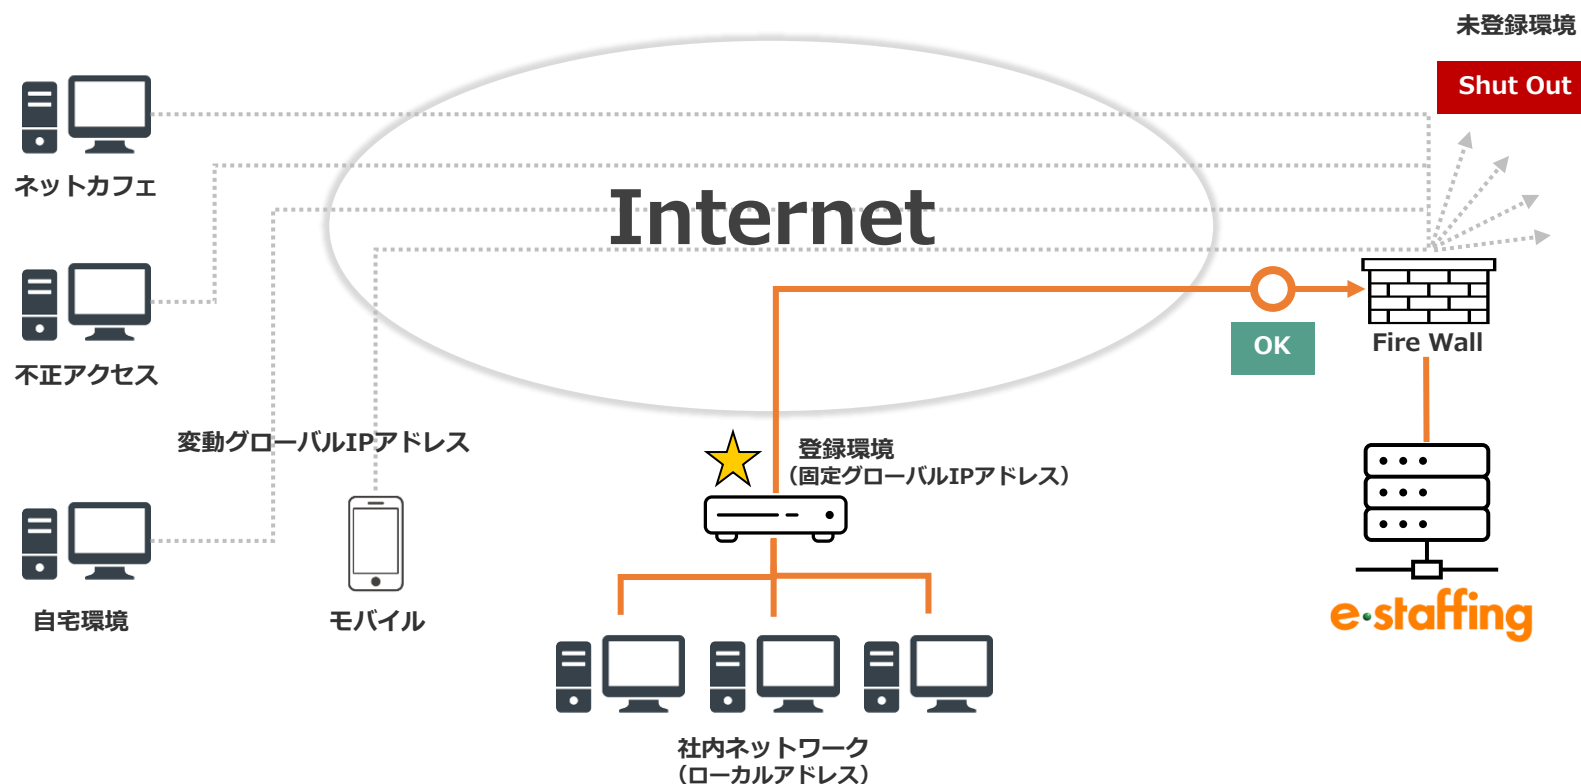 未登録環境
Shut Out
ネットカフェ
Internet
不正アクセス
OK
Fire Wall
変動グローバルIPアドレス
登録環境
（固定グローバルIPアドレス）
自宅環境
モバイル
e-staffing
社内ネットワーク
（ローカルアドレス）